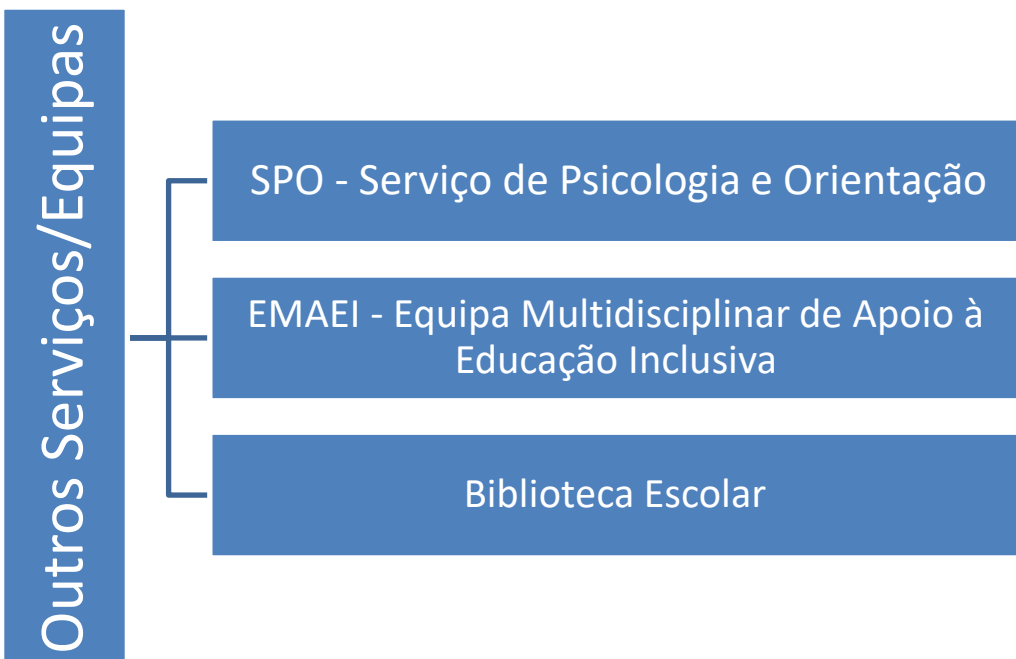 Outros Serviços/Equipas
SPO - Serviço de Psicologia e Orientação
EMAEI - Equipa Multidisciplinar de Apoio à
Educação Inclusiva
Biblioteca Escolar